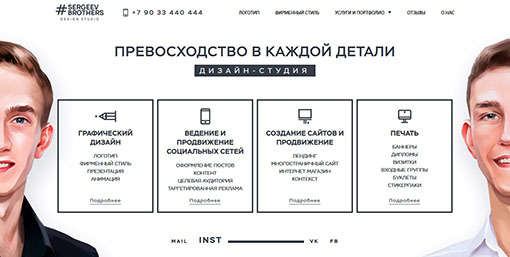 #SERGEEV
BROTHERS
DESIGN STUDIO
+7 90 33 440 444
ЛОГОТИП ФИРМЕННЫЙ СТИЛЬ УСЛУГИ И ПОРТФОЛИО ОТЗЫВЫ О НАС
ПРЕВОСХОДСТВО В КАЖДОЙ ДЕТАЛИ
ДИЗАЙН-СТУДИЯ
ГРАФИЧЕСКИЙ
ДИЗАЙН
ЛОГОТИП
ФИРМЕННЫЙ СТИЛЬ
ПРЕЗЕНТАЦИЯ
АНИМАЦИЯ
Подробнее
ВЕДЕНИЕ И
ПРОДВИЖЕНИЕ
СОЦИАЛЬНЫХ СЕТЕЙ
ОФОРМЛЕНИЕ ПОСТОВ
КОНТЕНТ
ЦЕЛЕВАЯ АУДИТОРИЯ
ТАРГЕТИРОВАННАЯ РЕКЛАМА
Подробнее
СОЗДАНИЕ САЙТОВ И
ПРОДВИЖЕНИЕ
ЛЕНДИНГ
МНОГОСТРАНИЧНЫЙ САЙТ
ИНТЕРНЕТ-МАГАЗИН
КОНТЕКСТ
Подробнее
ПЕЧАТЬ
БАННЕРЫ
ДИПЛОМЫ
ВИЗИТКИ
ВХОДНЫЕ ГРУППЫ
БУКЛЕТЫ
СТИКЕРПАКИ
Подробнее
MAIL INST VK FB